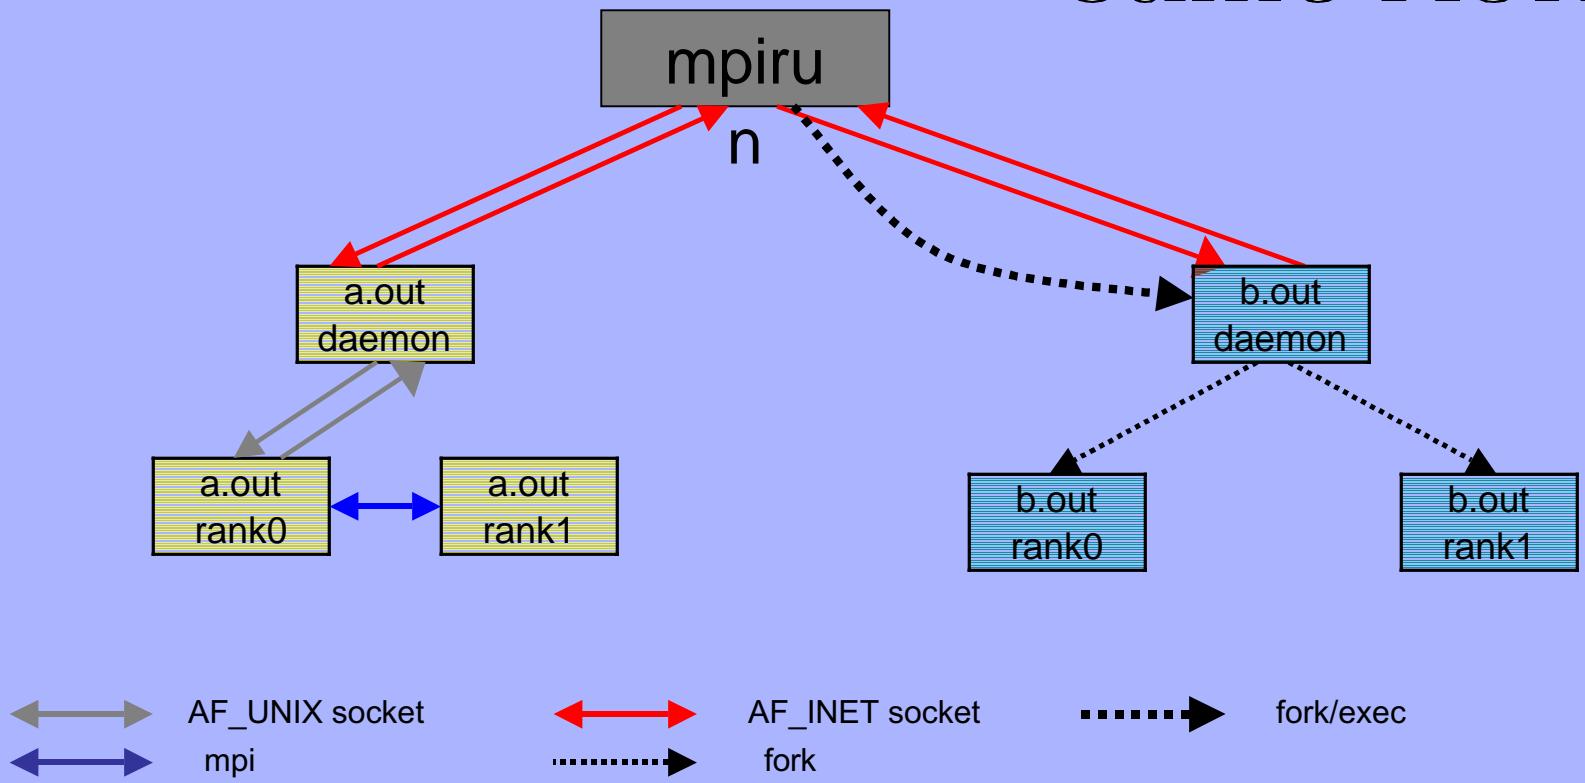 mpiru
n
a.out
daemon
b.out
daemon
a.out
rank0
a.out
rank1
b.out
rank0
b.out
rank1
AF_UNIX socket
AF_INET socket
fork/exec
mpi
fork